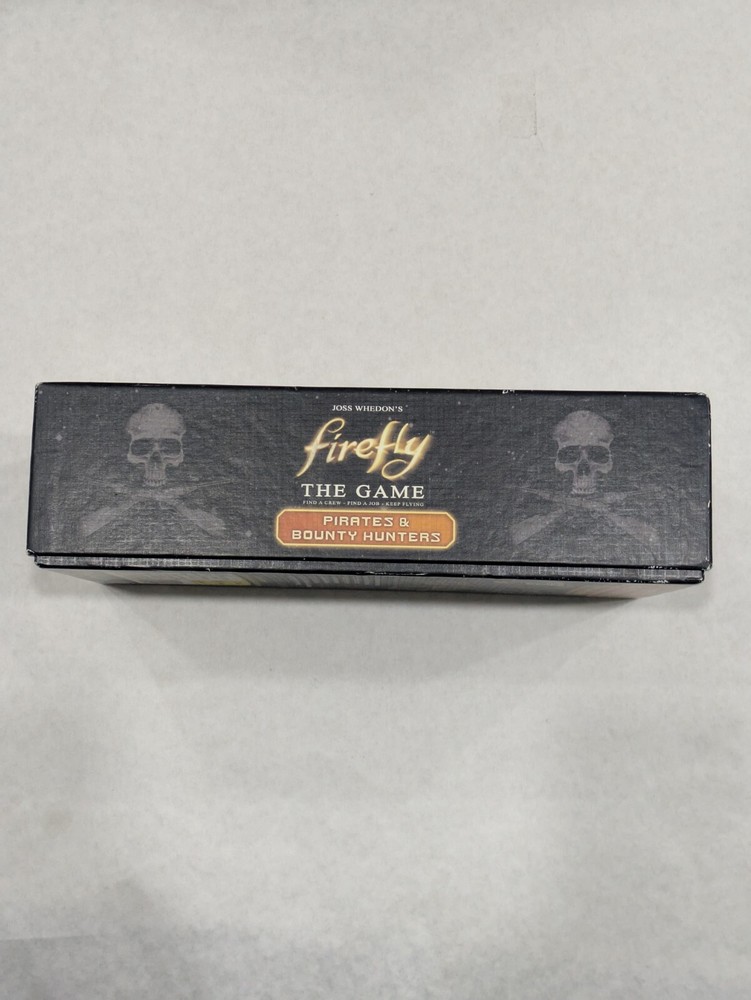 JOSS WHEDON'S
firefly
THE GAME
FIND A CREW - FIND A JOB - KEEP FLYING
PIRATES &
BOUNTY HUNTERS